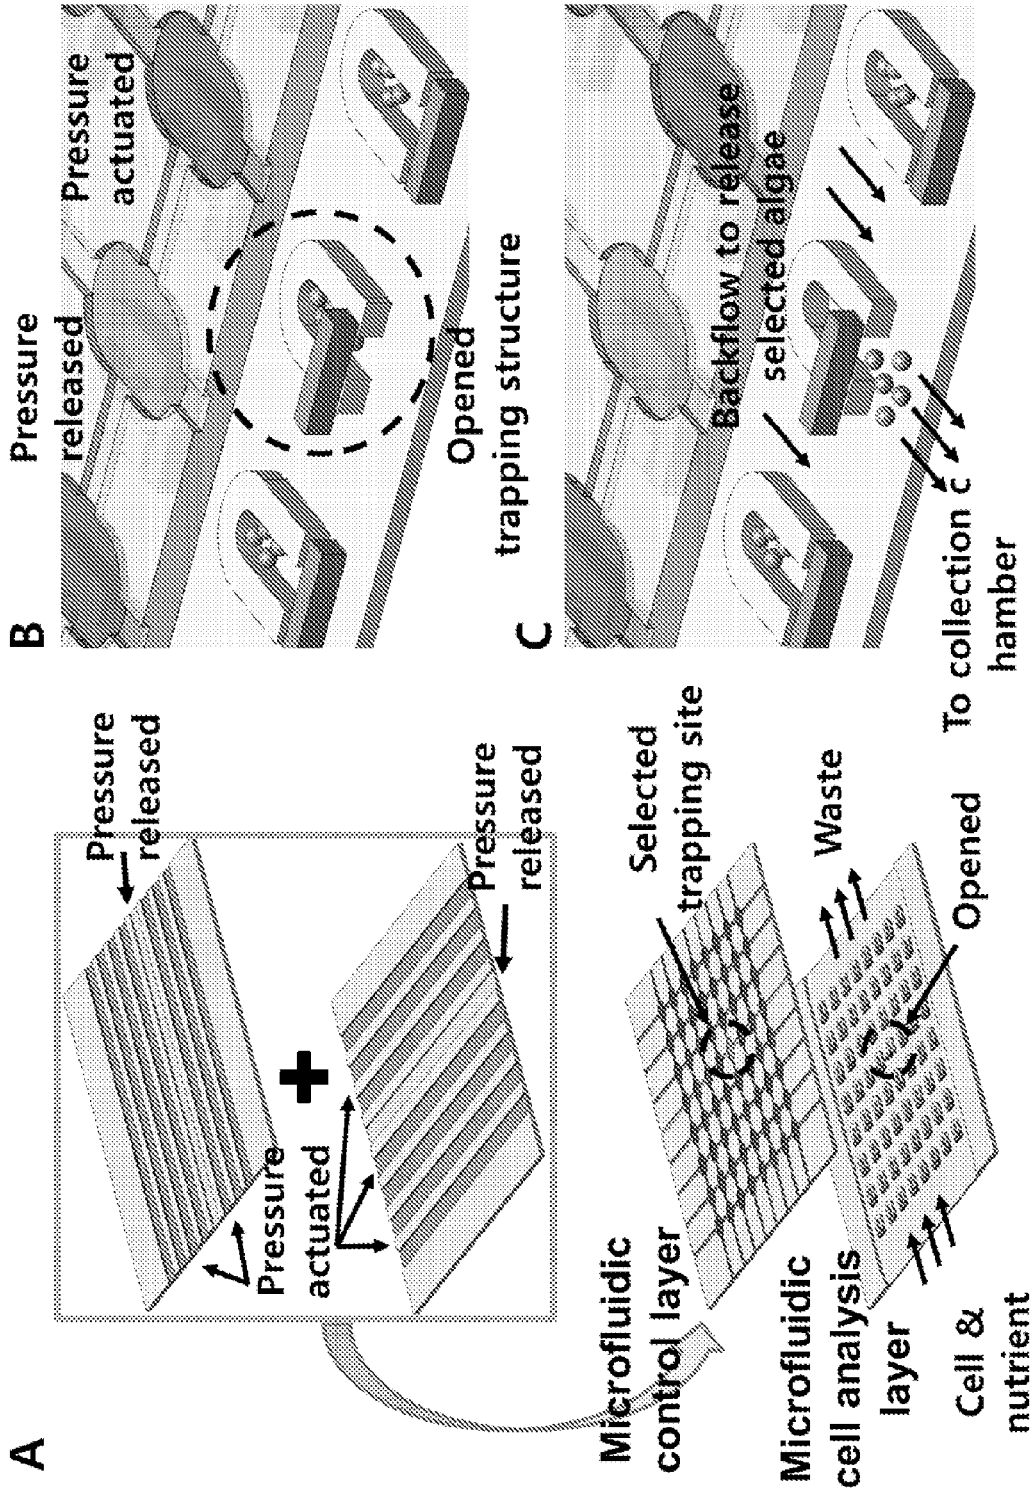 A
Pressure
released
Pressure
actuated
Pressure
released
Microfluidic
control layer
Selected
trapping site
Microfluidic
cell analysis
layer
Waste
Cell &
nutrient
Opened
B
Pressure
released
Pressure
actuated
Opened
trapping structure
C
Backflow to release
selected algae
To collection c
hamber